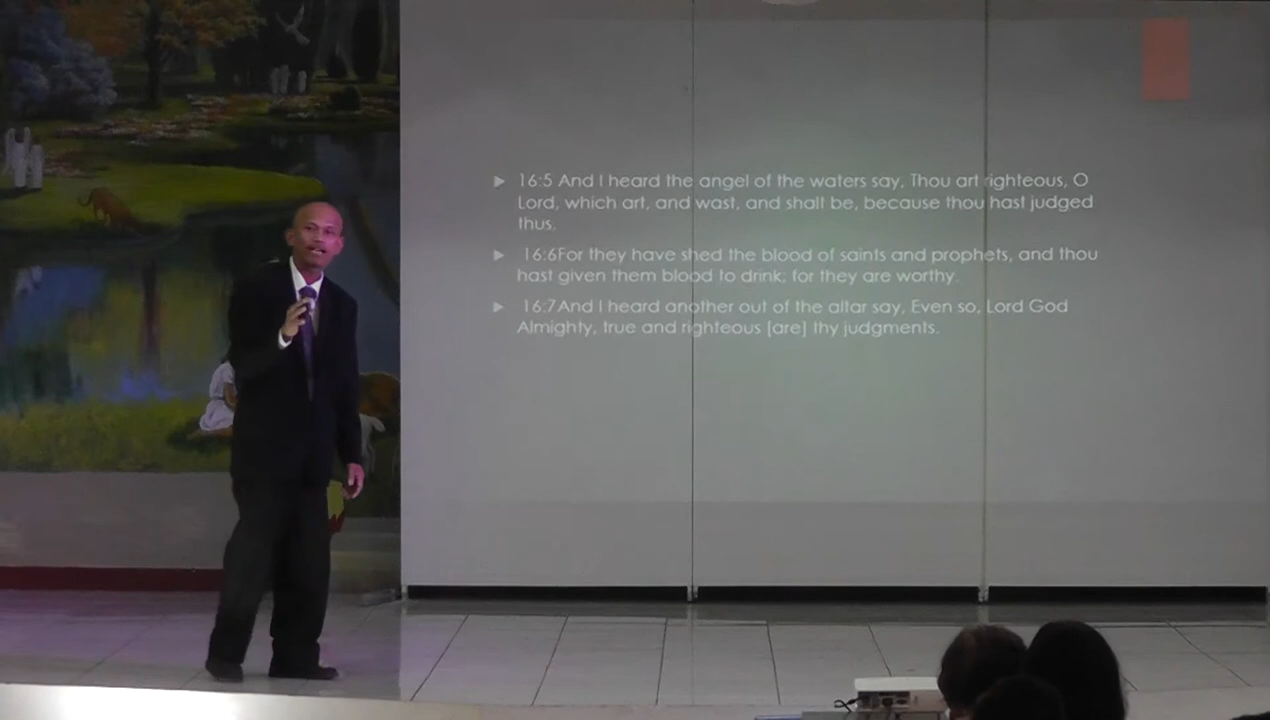 16:5 And I heard the angel of the waters say, Thou art righteous, O
Lord, which art, and wast, and shalt be, because thou hast judged
thus.
16:6For they have shed the blood of saints and prophets, and thou
hast given them blood to drink; for they are worthy.
16:7And I heard another out of the altar say, Even so, Lord God
Almighty, true and righteous [are] thy judgments.